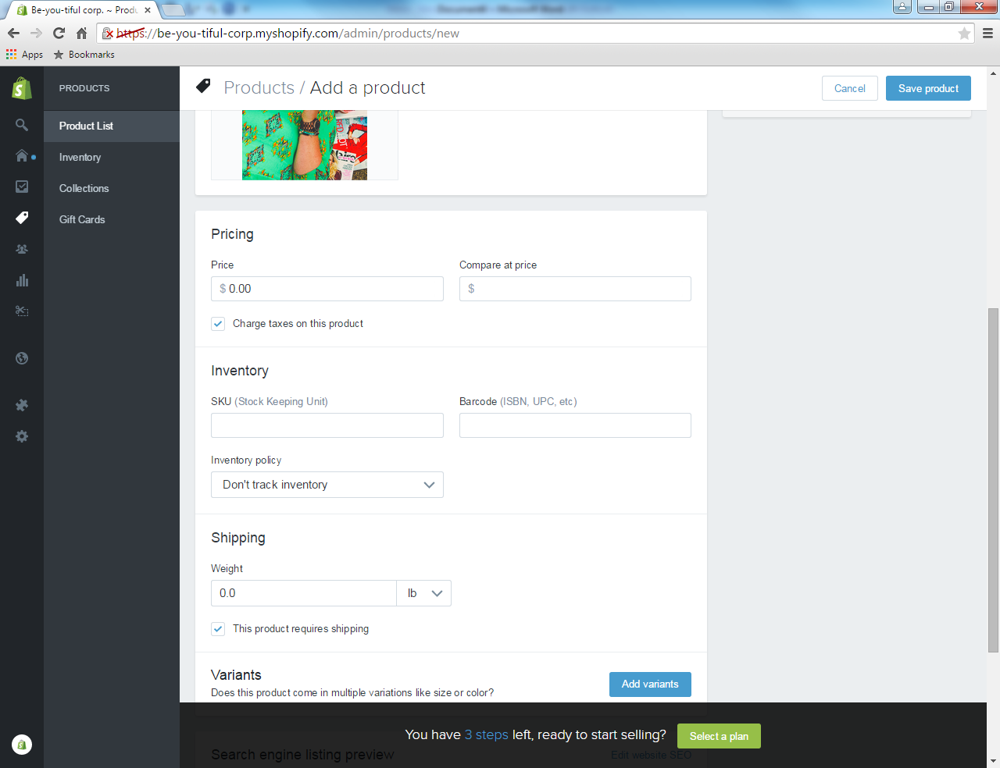 Be-you-tiful corp. ~ Produ
https://be-you-tiful-corp.myshopify.com/admin/products/new
Apps
Bookmarks
PRODUCTS
Products / Add a product
Cancel
Save product
Product List
Inventory
Collections
Gift Cards
Pricing
Price
Compare at price
$ 0.00
$
Charge taxes on this product
Inventory
SKU (Stock Keeping Unit)
Barcode (ISBN, UPC, etc)
Inventory policy
Don't track inventory
Shipping
Weight
0.0
lb
This product requires shipping
Variants
Does this product come in multiple variations like size or color?
Add variants
You have 3 steps left, ready to start selling?
Select a plan
Search engine listing preview
Edit website SEO